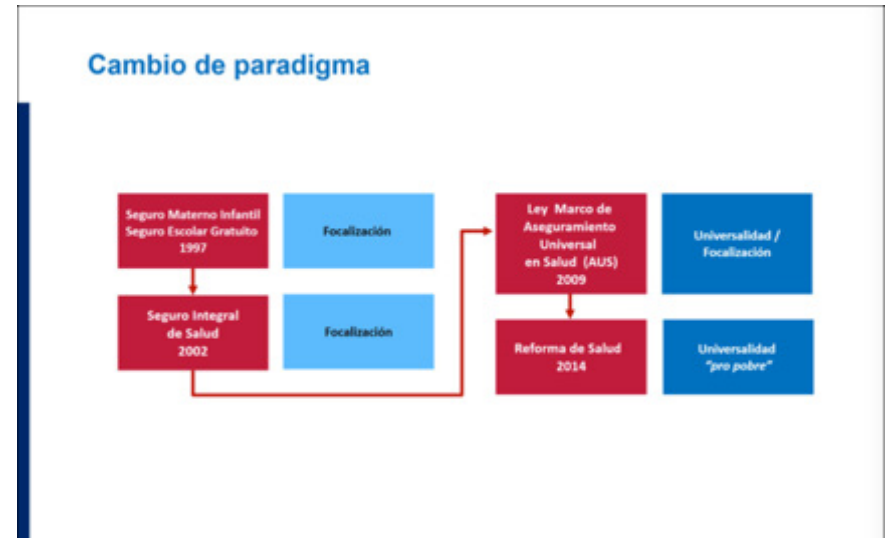 Cambio de paradigma
Seguro Materno Infantil
Seguro Escolar Gratuito
1997
Focalización
Seguro Integral
de Salud
2002
Focalización
Ley Marco de
Aseguramiento
Universal
en Salud (AUS)
2009
Universalidad /
Focalización
Reforma de Salud
2014
Universalidad
"pro pobre"